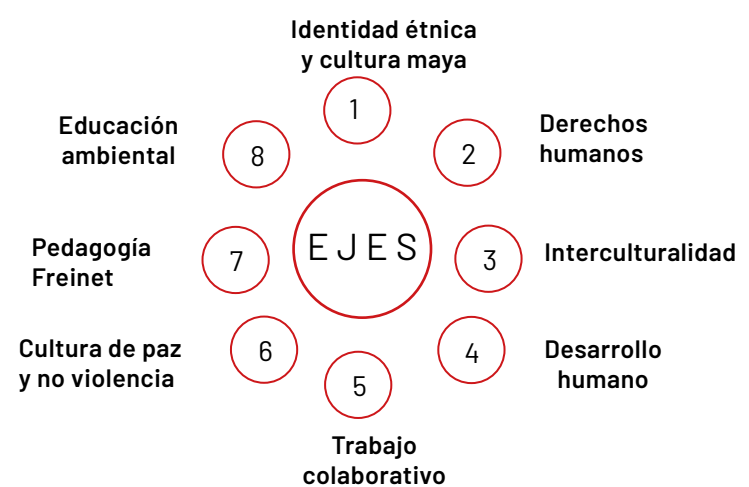 Identidad étnica
y cultura maya
1
Derechos
humanos
2
Interculturalidad
3
Desarrollo
humano
4
Trabajo
colaborativo
5
Cultura de paz
y no violencia
6
Pedagogía
Freinet
7
Educación
ambiental
8
EJES